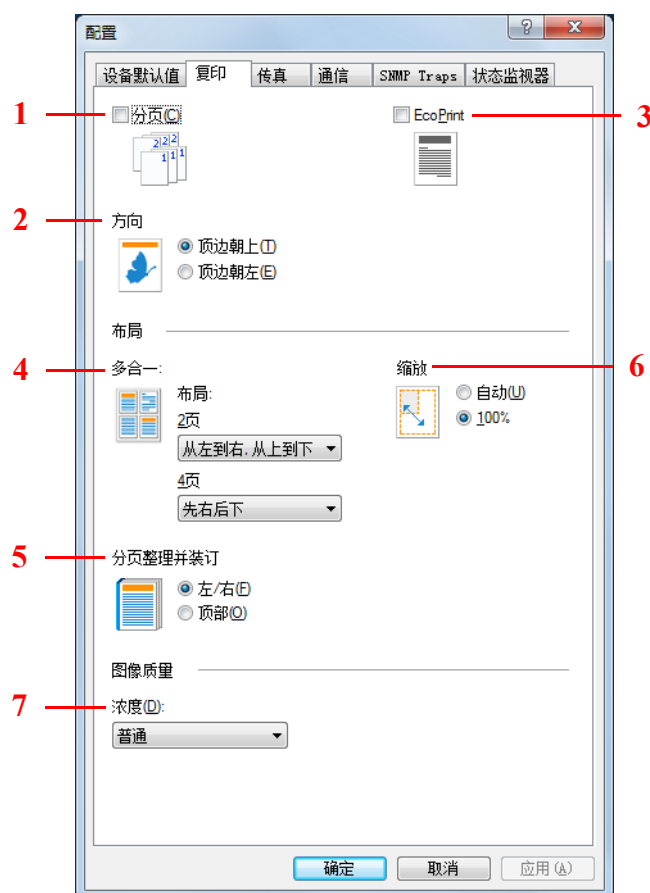 配置
设备默认值 复印 传真 通信 SNMP Traps 状态监视器
1 分页(C) EcoPrint 3
222
111
2 方向
顶边朝上(T)
顶边朝左(E)
布局
4 多合一: 缩放 6
布局: 自动(U)
2页 100%
从左到右.从上到下
4页
先右后下
5 分页整理并装订
左/右(F)
顶部(O)
图像质量
7 浓度(D):
普通
确定 取消 应用(A)